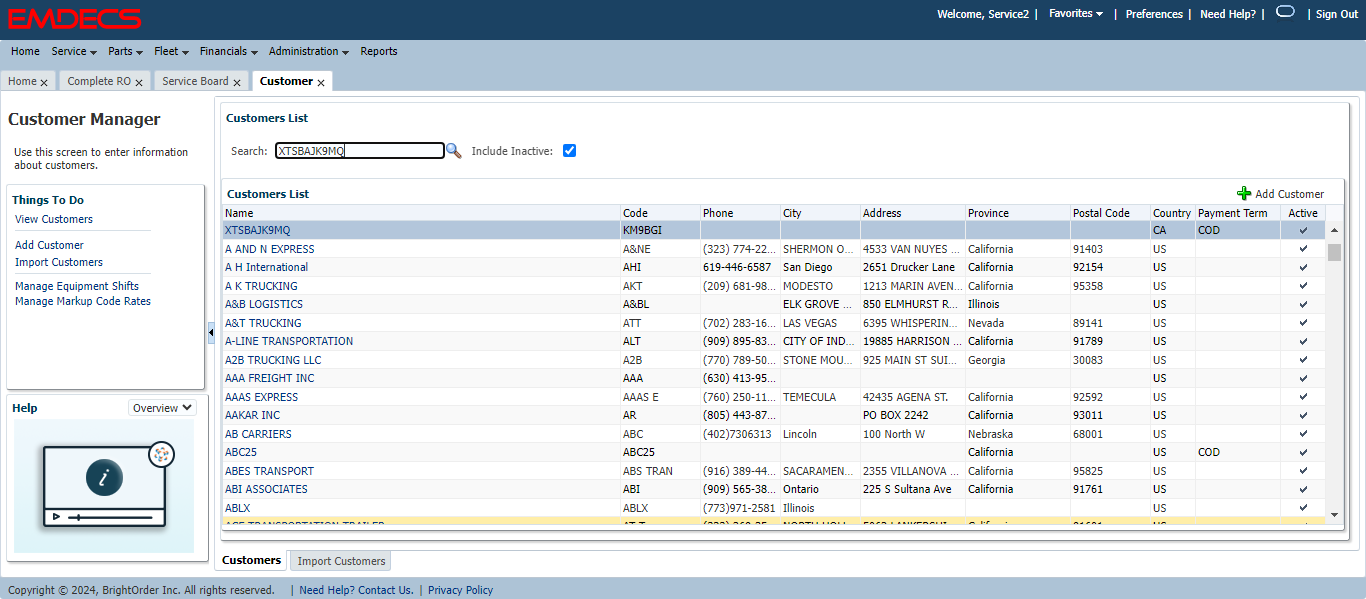 EMDECS
Welcome, Service2 | Favorites | Preferences | Need Help? | | Sign Out
Home Service Parts Fleet Financials Administration Reports
Home x Complete RO x Service Board x Customer x
Customer Manager
Use this screen to enter information
about customers.
Things To Do
View Customers
Add Customer
Import Customers
Manage Equipment Shifts
Manage Markup Code Rates
Help Overview
Customers List
Search: XTSBAJK9MQ Include Inactive:
Customers List Add Customer
Name Code Phone City Address Province Postal Code Country Payment Term Active
XTSBAJK9MQ KM9BGI CA COD
A AND N EXPRESS A&NE (323) 774-22... SHERMON O... 4533 VAN NUYES ... California 91403 US
A H International AHI 619-446-6587 San Diego 2651 Drucker Lane California 92154 US
A K TRUCKING AKT (209) 681-98... MODESTO 1213 MARIN AVEN... California 95358 US
A&B LOGISTICS A&BL ELK GROVE ... 850 ELMHURST R... Illinois US
A&T TRUCKING ATT (702) 283-16... LAS VEGAS 6395 WHISPERIN... Nevada 89141 US
A-LINE TRANSPORTATION ALT (909) 895-83... CITY OF IND... 19885 HARRISON ... California 91789 US
A2B TRUCKING LLC A2B (770) 789-50... STONE MOU... 925 MAIN ST SUI... Georgia 30083 US
AAA FREIGHT INC AAA (630) 413-95... US
AAAS EXPRESS AAAS E (760) 250-11... TEMECULA 42435 AGENA ST. California 92592 US
AAKAR INC AR (805) 443-87... PO BOX 2242 California 93011 US
AB CARRIERS ABC (402)7306313 Lincoln 100 North W Nebraska 68001 US
ABC25 ABC25 California US COD
ABES TRANSPORT ABS TRAN (916) 389-44... SACRAMEN... 2355 VILLANOVA ... California 95825 US
ABI ASSOCIATES ABI (909) 565-38... Ontario 225 S Sultana Ave California 91761 US
ABLX ABLX (773)971-2581 Illinois US
Customers Import Customers
Copyright © 2024, BrightOrder Inc. All rights reserved. | Need Help? Contact Us. | Privacy Policy